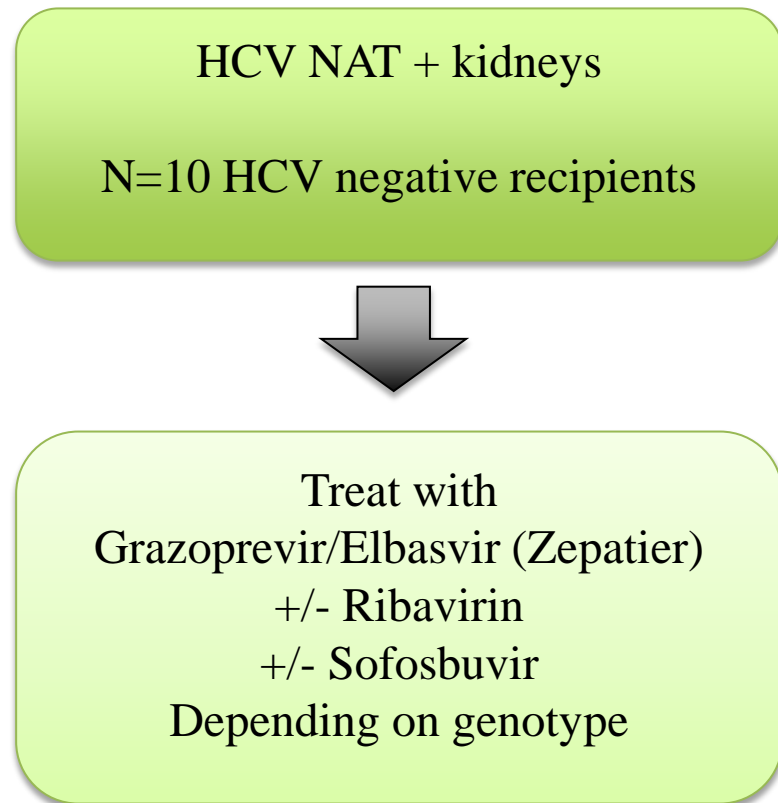 HCV NAT + kidneys
N=10 HCV negative recipients
Treat with
Grazoprevir/Elbasvir (Zepatier)
+/- Ribavirin
+/- Sofosbuvir
Depending on genotype